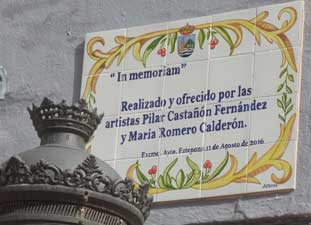 "In memoriam"
Realizado y ofrecido por las
artistas Pilar Castañón Fernández
y María Romero Calderón.
Excmo. Ayto. Estepona 11 de Agosto de 2016